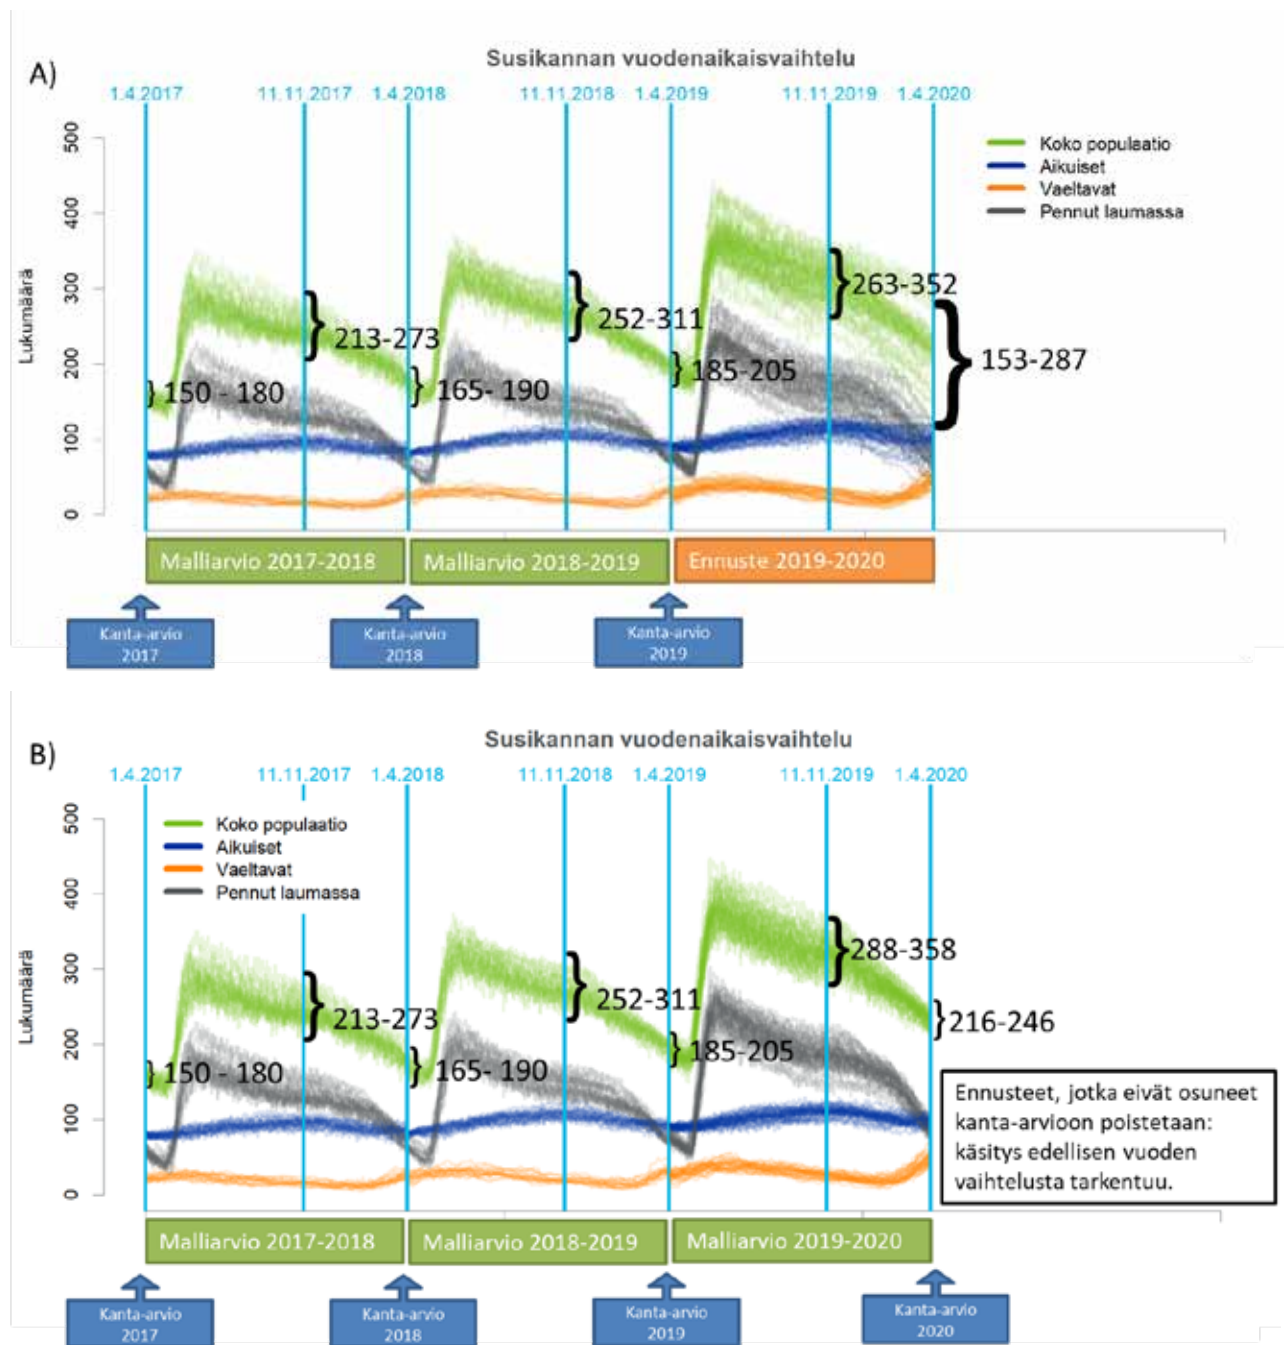 A)
Susikannan vuodenaikaisvaihtelu
1.4.2017 11.11.2017 1.4.2018 11.11.2018 1.4.2019 11.11.2019 1.4.2020
Koko populaatio
Aikuiset
Vaeltavat
Pennut laumassa
Lukumäärä
500
400
300
200
100
0
150 - 180
213-273
165- 190
252-311
185-205
263-352
153-287
Malliarvio 2017-2018
Malliarvio 2018-2019
Ennuste 2019-2020
Kanta-arvio
2017
Kanta-arvio
2018
Kanta-arvio
2019
B)
Susikannan vuodenaikaisvaihtelu
1.4.2017 11.11.2017 1.4.2018 11.11.2018 1.4.2019 11.11.2019 1.4.2020
Koko populaatio
Aikuiset
Vaeltavat
Pennut laumassa
Lukumäärä
500
400
300
200
100
0
150 - 180
213-273
165- 190
252-311
185-205
288-358
216-246
Ennusteet, jotka eivät osuneet
kanta-arvioon poistetaan:
käsitys edellisen vuoden
vaihtelusta tarkentuu.
Malliarvio 2017-2018
Malliarvio 2018-2019
Malliarvio 2019-2020
Kanta-arvio
2017
Kanta-arvio
2018
Kanta-arvio
2019
Kanta-arvio
2020